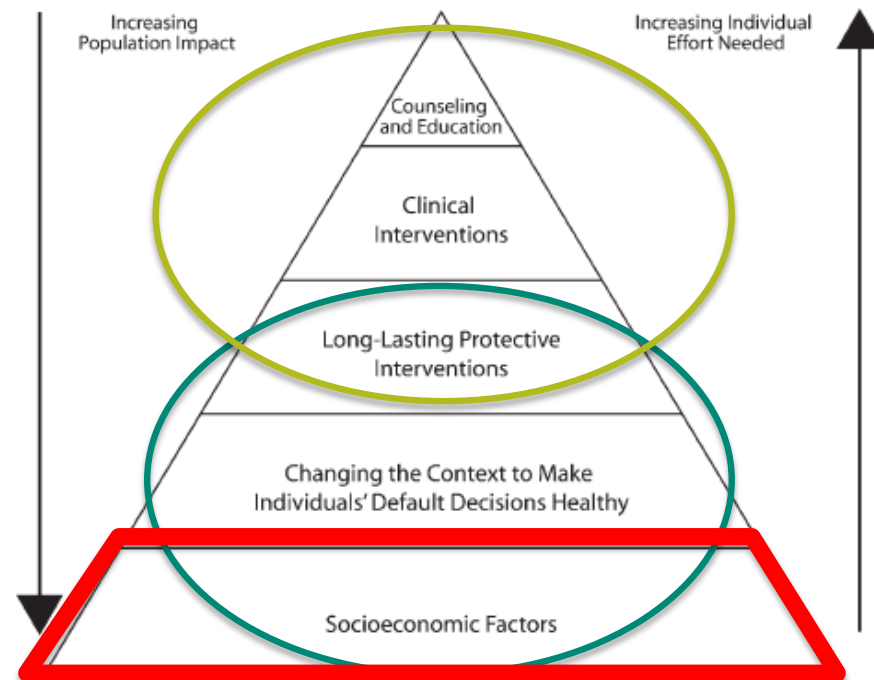 Increasing
Population Impact
Increasing Individual
Effort Needed
Counseling
and Education
Clinical
Interventions
Long-Lasting Protective
Interventions
Changing the Context to Make
Individuals' Default Decisions Healthy
Socioeconomic Factors